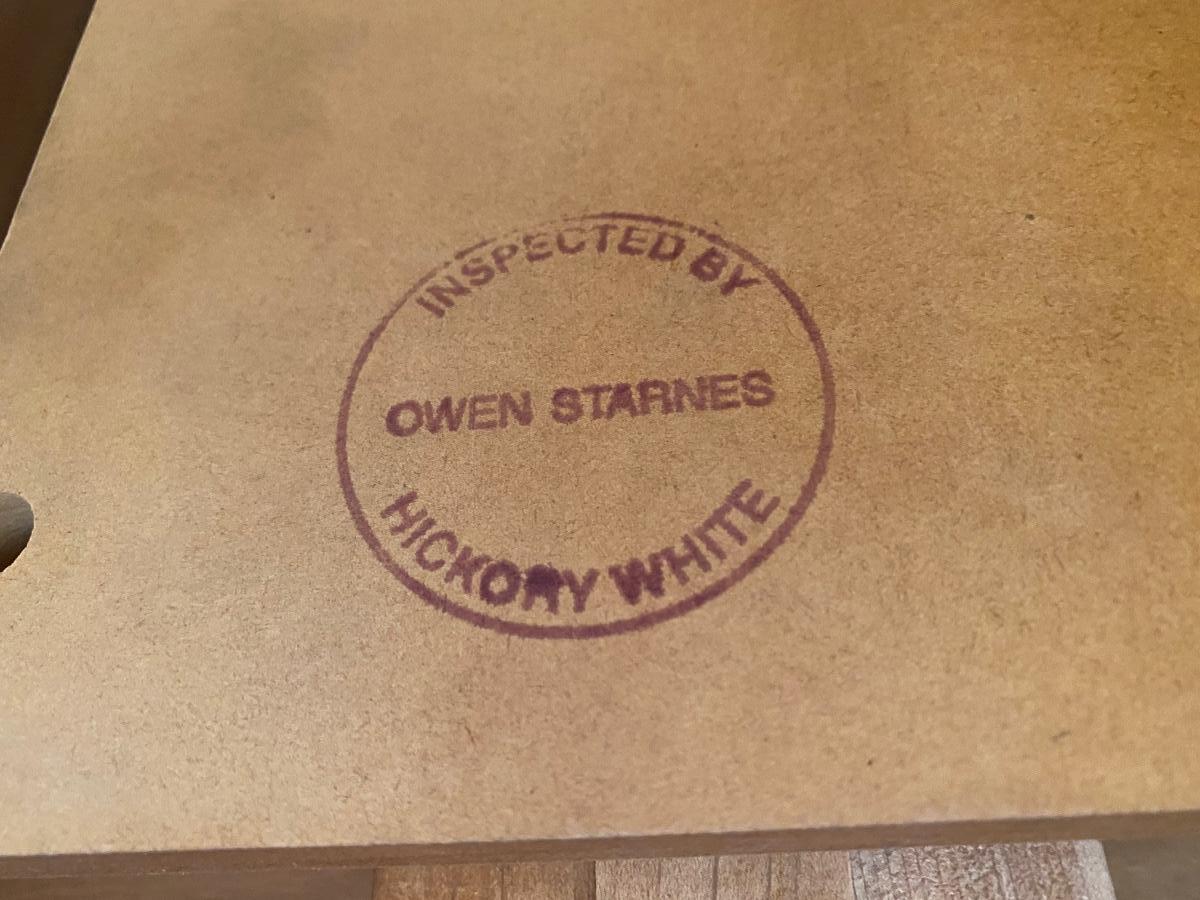 INSPECTED BY
OWEN STARNES
HICKORY WHITE